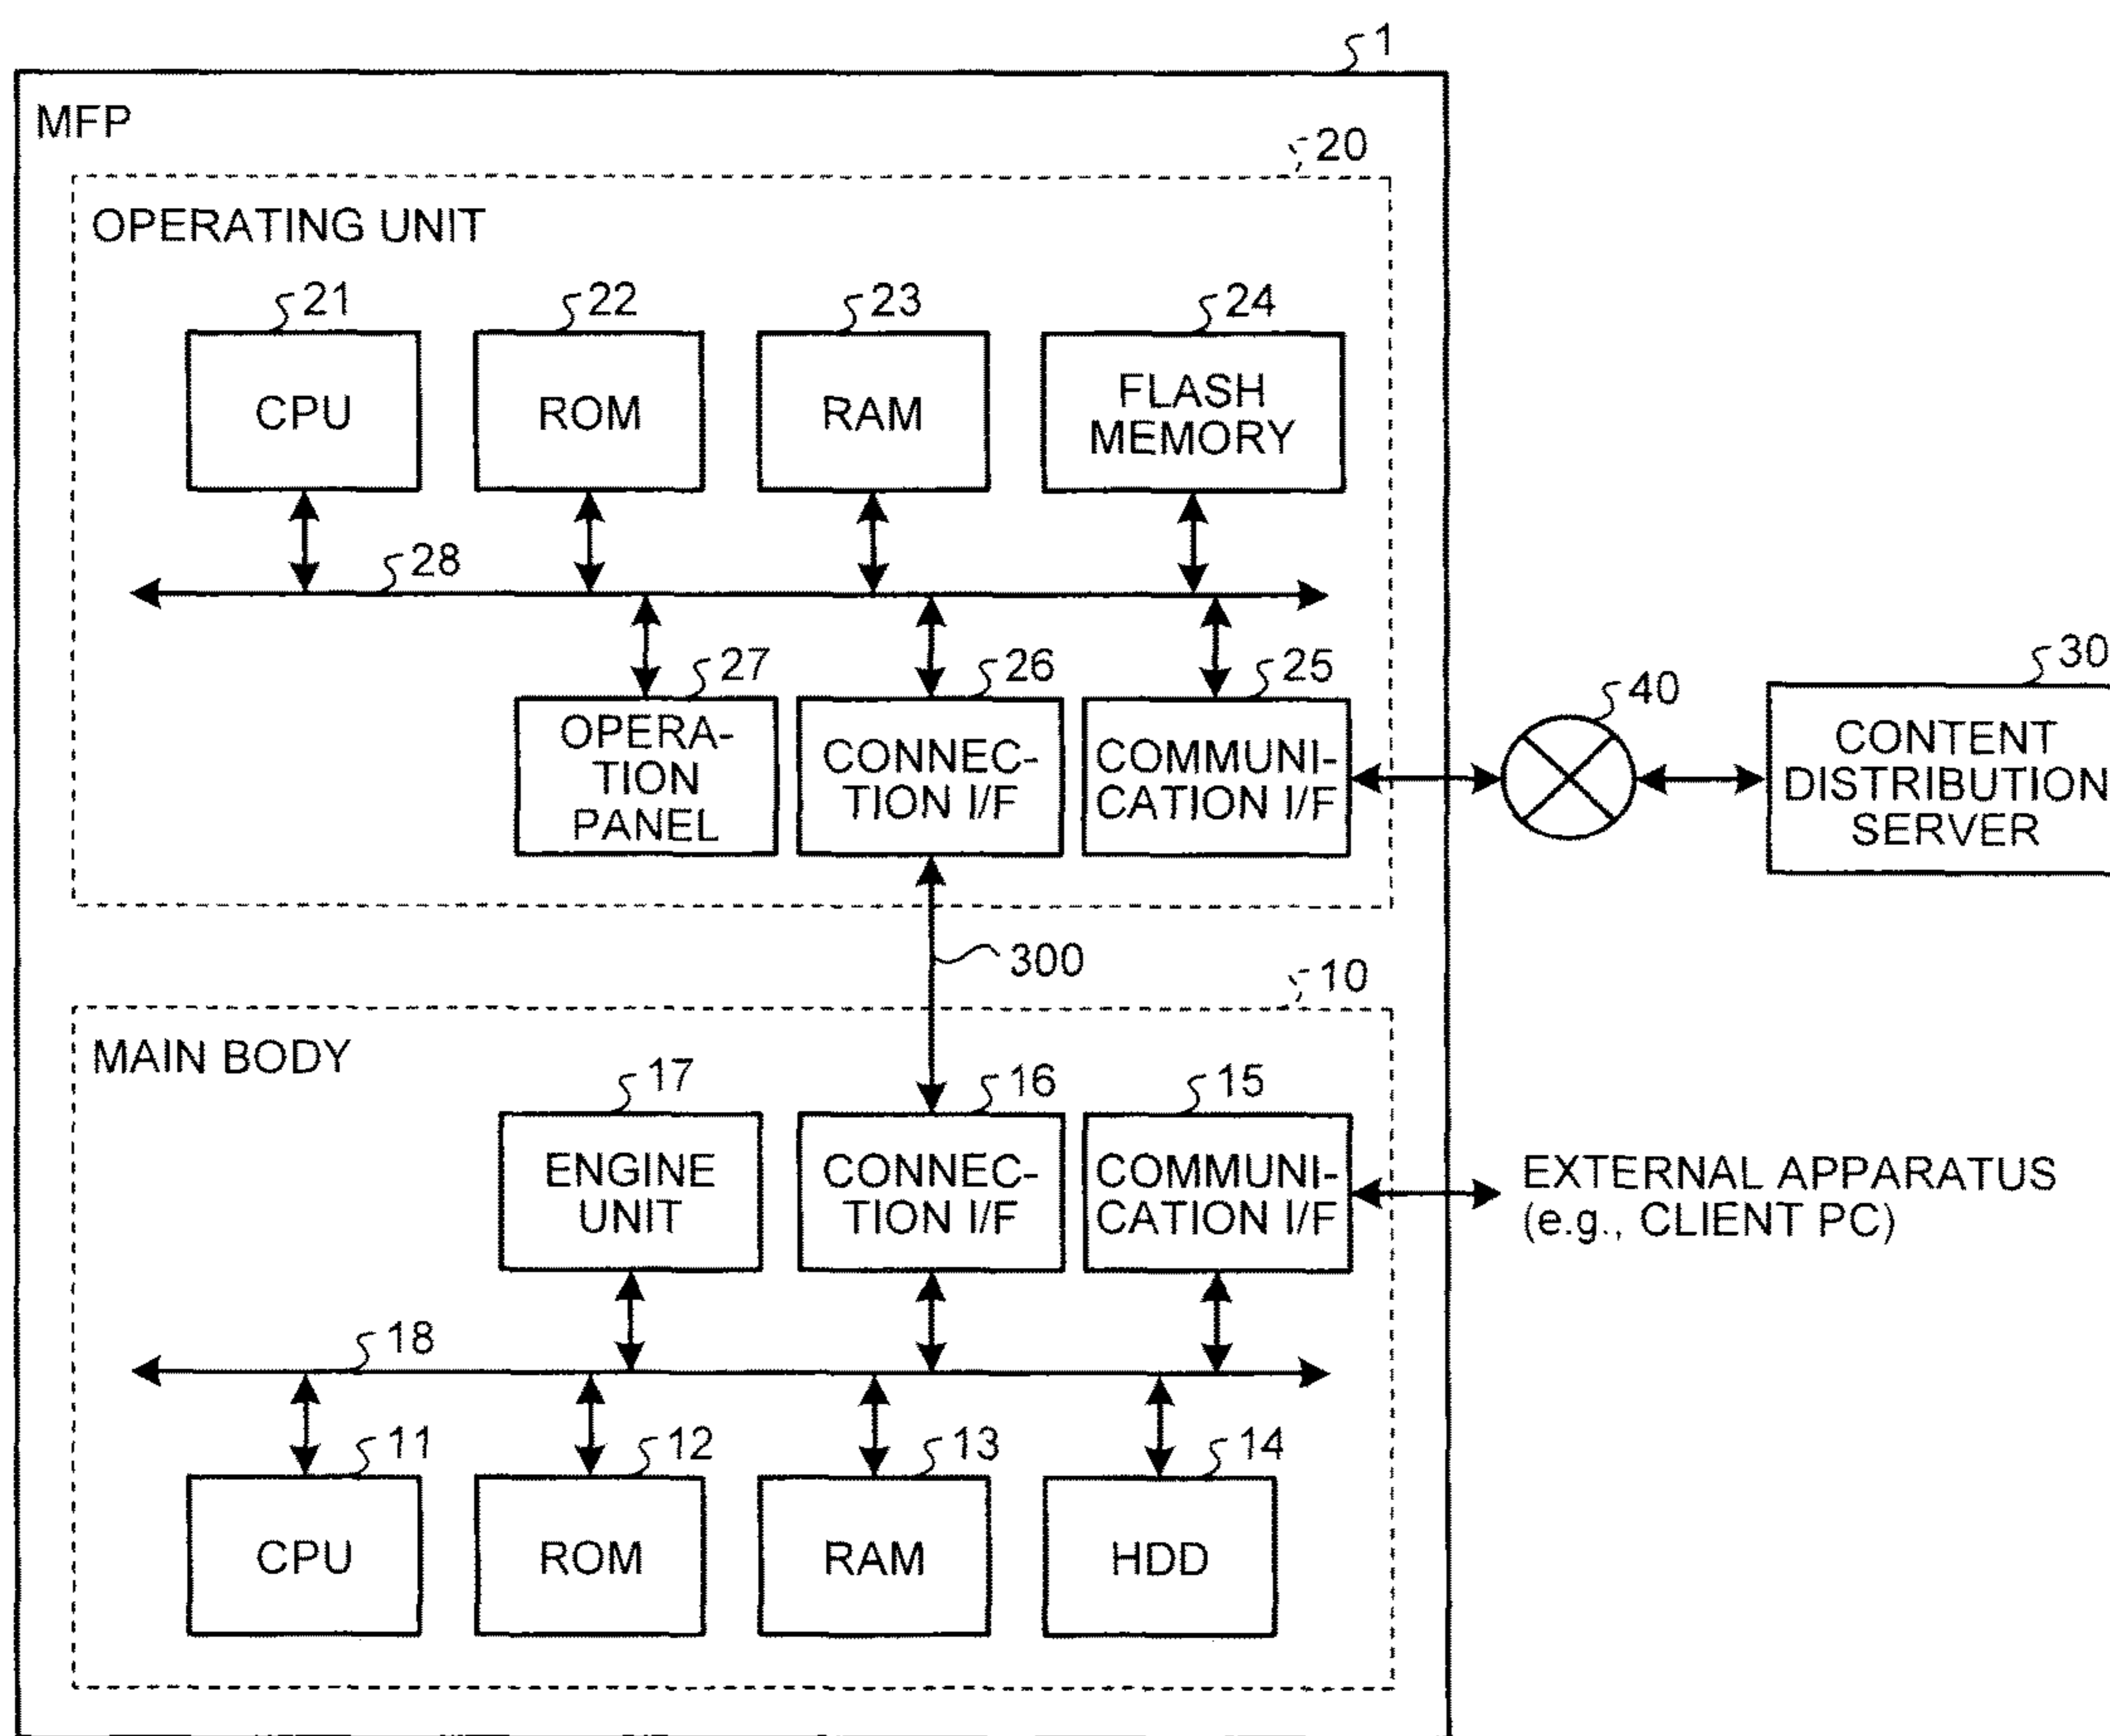 1
MFP
20
OPERATING UNIT
21
22
23
24
CPU
ROM
RAM
FLASH
MEMORY
28
27
26
25
40
30
OPERA-
TION
PANEL
CONNEC-
TION I/F
COMMUNI-
CATION I/F
CONTENT
DISTRIBUTION
SERVER
300
10
MAIN BODY
17
16
15
ENGINE
UNIT
CONNEC-
TION I/F
COMMUNI-
CATION I/F
EXTERNAL APPARATUS
(e.g., CLIENT PC)
18
11
12
13
14
CPU
ROM
RAM
HDD